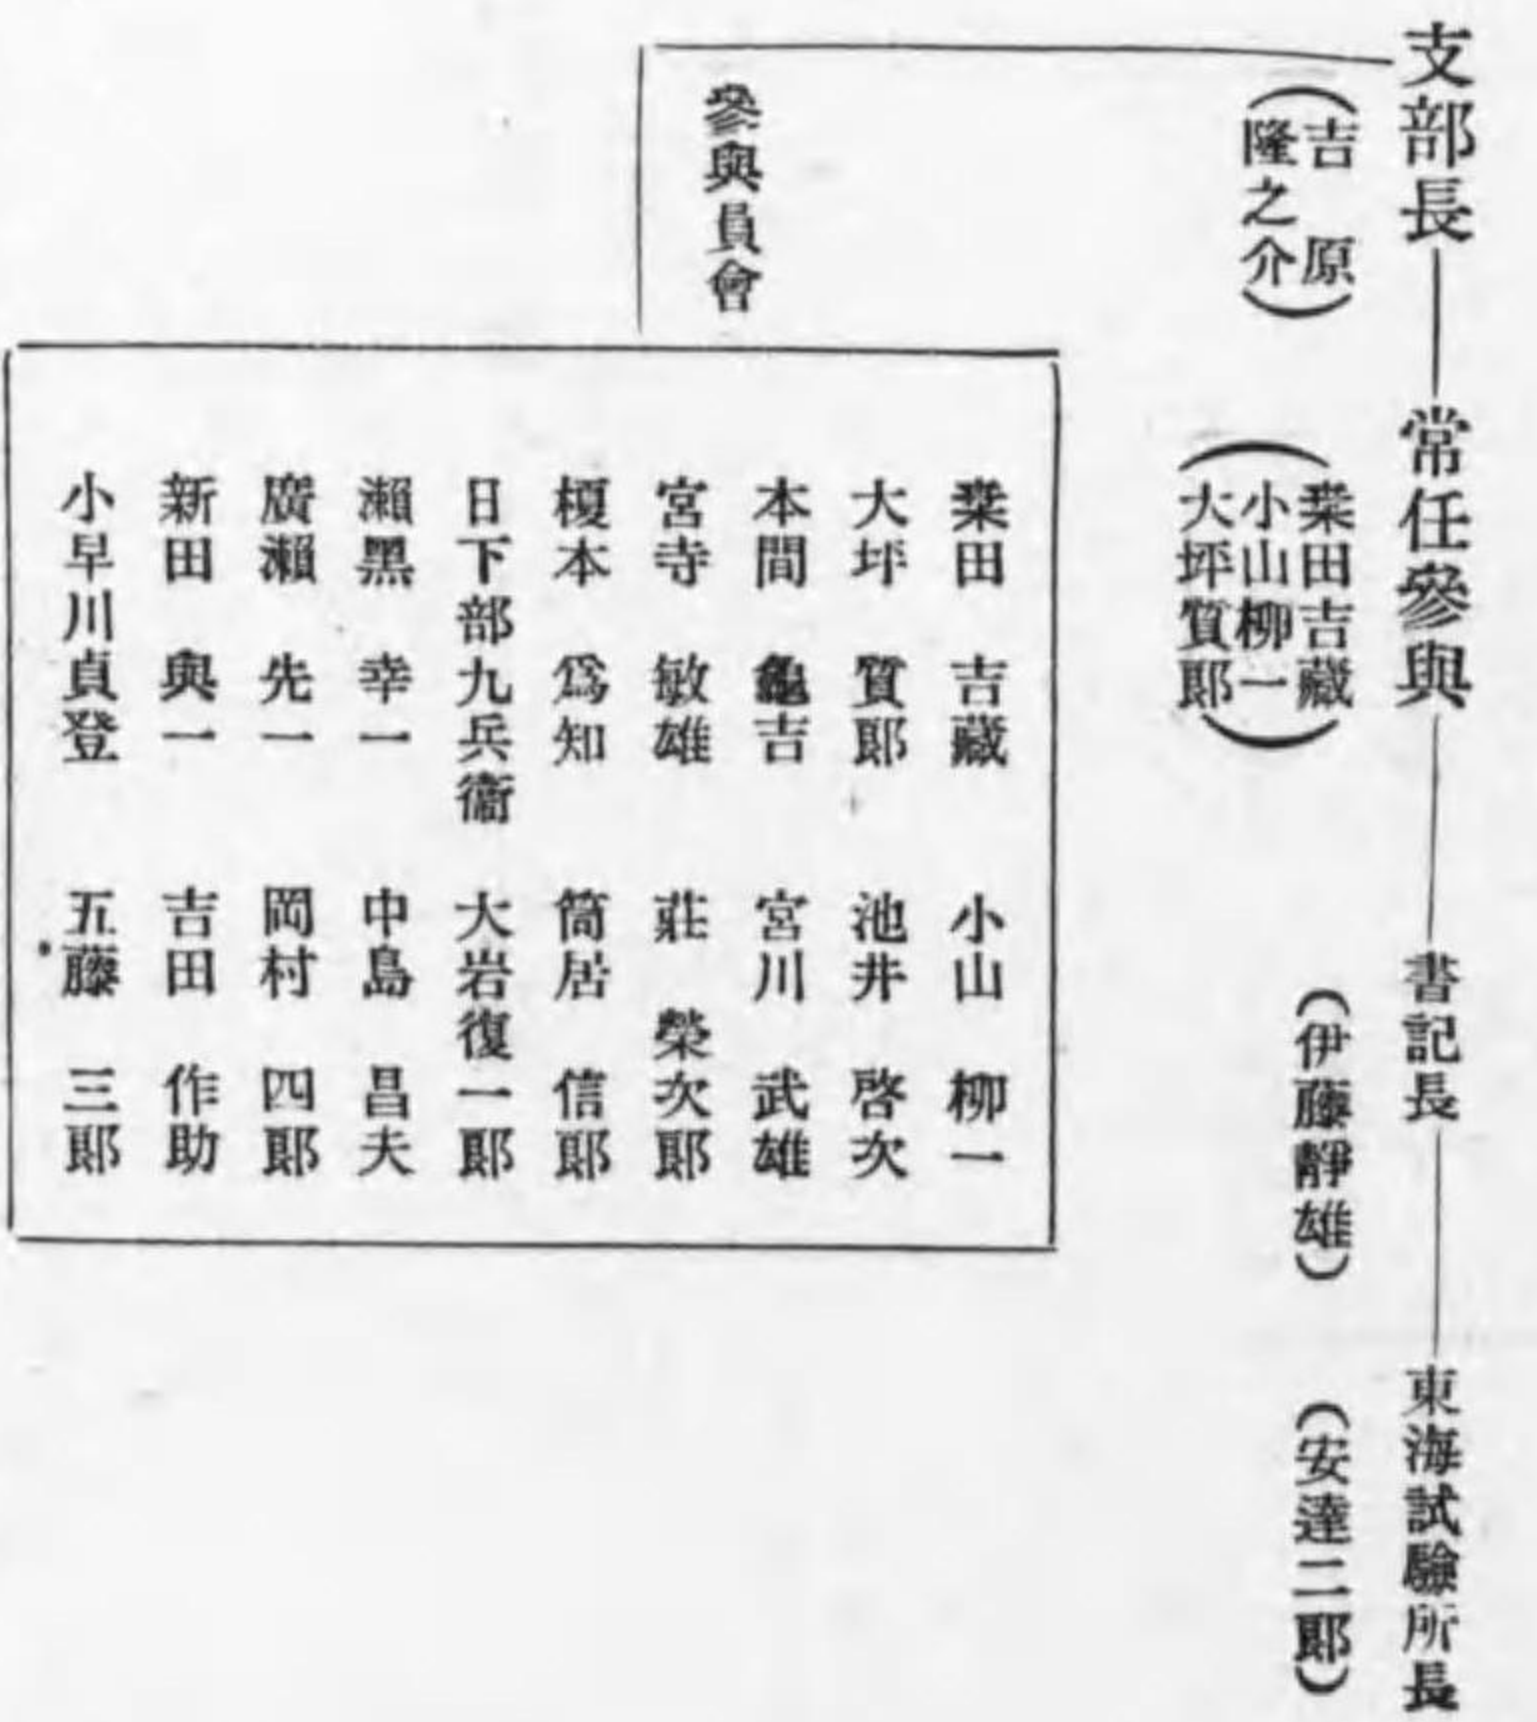 支部長
(吉原
隆之介)
常任參與
(桒田吉藏
小山柳一
大坪質郞)
書記長
(伊藤靜雄)
東海試驗所長
(安達二郞)
參與員會
桒田 吉藏
小山 柳一
大坪 質郞
池井 啓次
本間 龜吉
宮川 武雄
宮寺 敏雄
莊 榮次郞
榎本 爲知
筒居 信郞
日下部九兵衞
大岩復一郞
瀨黑 幸一
中島 昌夫
廣瀨 先一
岡村 四郞
新田 與一
吉田 作助
小早川貞登
五藤 三郞